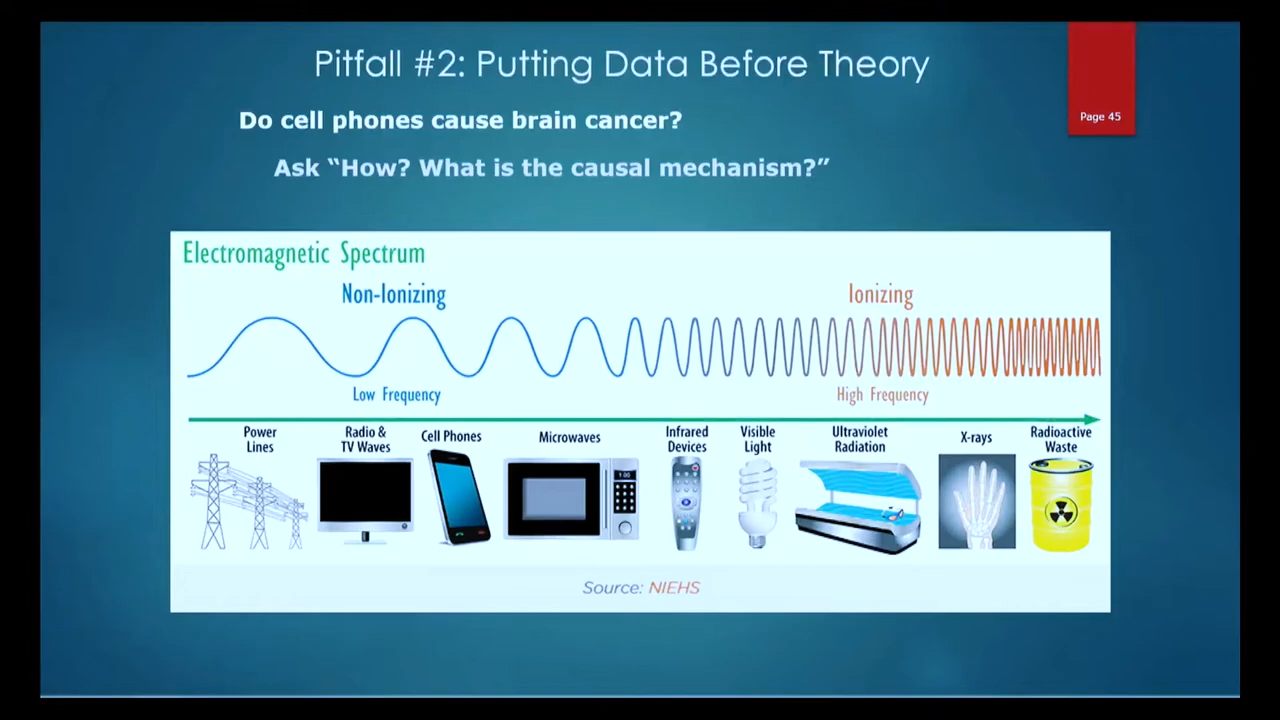 Pitfall #2: Putting Data Before Theory
Page 45
Do cell phones cause brain cancer?
Ask “How? What is the causal mechanism?”
Electromagnetic Spectrum
Non-Ionizing
Ionizing
Low Frequency
High Frequency
Power
Lines
Radio &
TV Waves
Cell Phones
Microwaves
Infrared
Devices
Visible
Light
Ultraviolet
Radiation
X-rays
Radioactive
Waste
Source: NIEHS